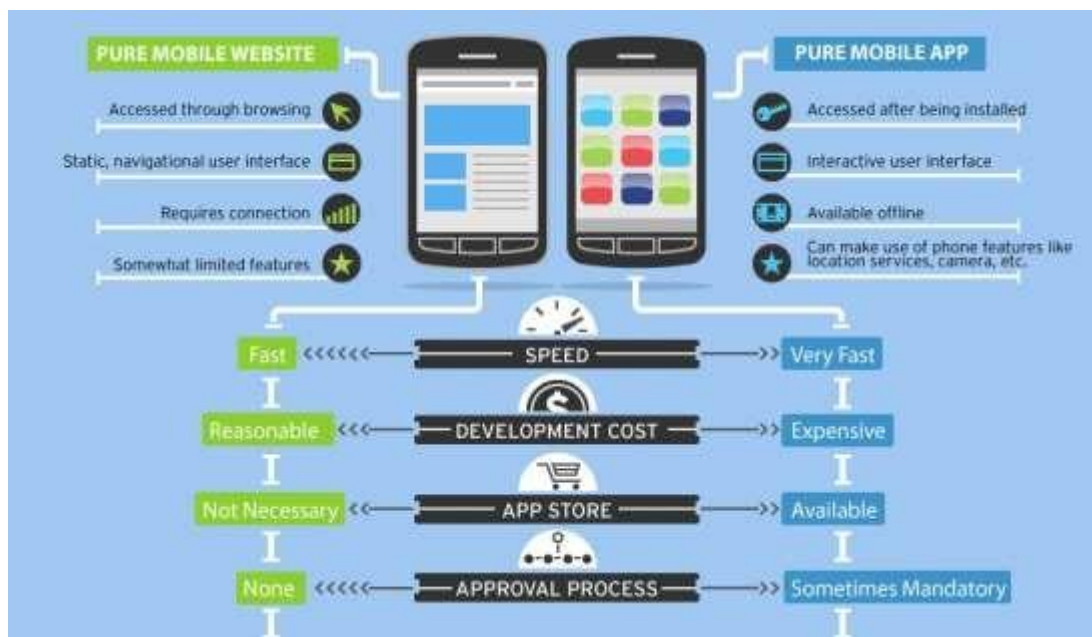 PURE MOBILE WEBSITE
Accessed through browsing
Static, navigational user interface
Requires connection
Somewhat limited features
PURE MOBILE APP
Accessed after being installed
Interactive user interface
Available offline
Can make use of phone features like
location services, camera, etc.
Fast
SPEED
Very Fast
Reasonable
DEVELOPMENT COST
Expensive
Not Necessary
APP STORE
Available
None
APPROVAL PROCESS
Sometimes Mandatory